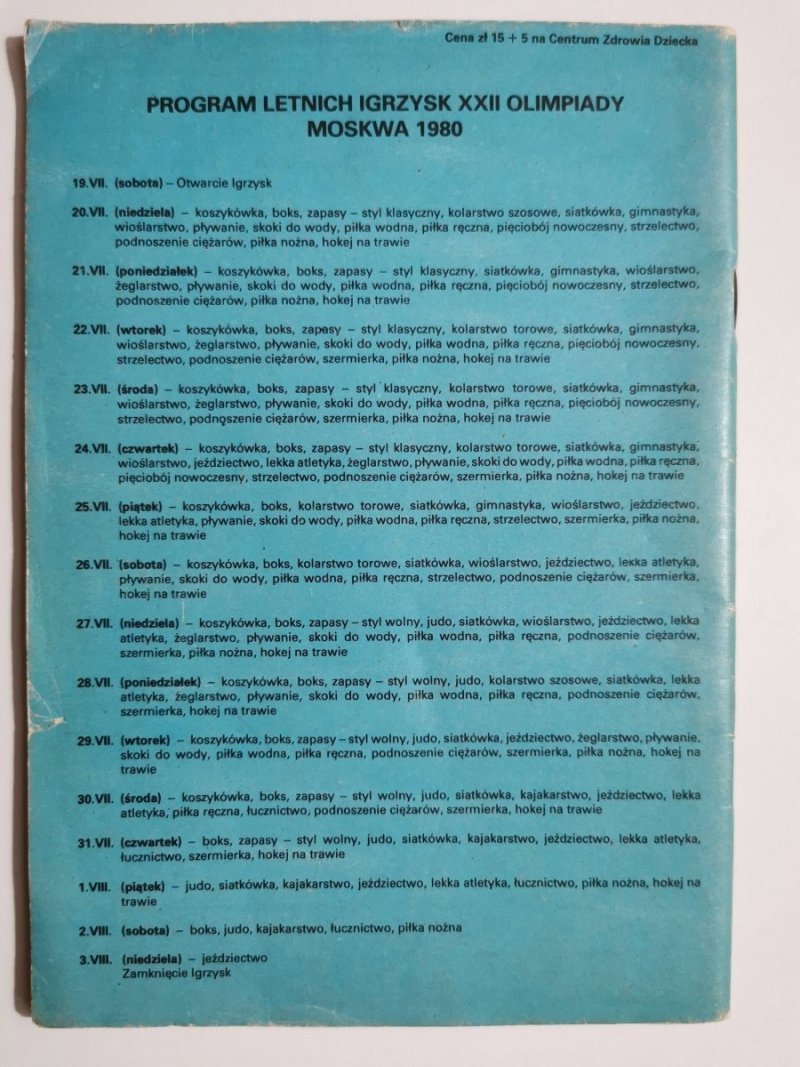 Cena zł 15 + 5 na Centrum Zdrowia Dziecka
PROGRAM LETNICH IGRZYSK XXII OLIMPIADY
MOSKWA 1980
19.VII. (sobota) – Otwarcie Igrzysk
20.VII. (niedziela) – koszykówka, boks, zapasy – styl klasyczny, kolarstwo szosowe, siatkówka, gimnastyka,
wioślarstwo, pływanie, skoki do wody, piłka wodna, piłka ręczna, pięciobój nowoczesny, strzelectwo,
podnoszenie ciężarów, piłka nożna, hokej na trawie
21.VII. (poniedziałek) – koszykówka, boks, zapasy – styl klasyczny, siatkówka, gimnastyka, wioślarstwo,
żeglarstwo, pływanie, skoki do wody, piłka wodna, piłka ręczna, pięciobój nowoczesny, strzelectwo,
podnoszenie ciężarów, piłka nożna, hokej na trawie
22.VII. (wtorek) – koszykówka, boks, zapasy – styl klasyczny, kolarstwo torowe, siatkówka, gimnastyka,
wioślarstwo, żeglarstwo, pływanie, skoki do wody, piłka wodna, piłka ręczna, pięciobój nowoczesny,
strzelectwo, podnoszenie ciężarów, szermierka, piłka nożna, hokej na trawie
23.VII. (środa) – koszykówka, boks, zapasy – styl klasyczny, kolarstwo torowe, siatkówka, gimnastyka,
wioślarstwo, żeglarstwo, pływanie, skoki do wody, piłka wodna, piłka ręczna, pięciobój nowoczesny,
strzelectwo, podnoszenie ciężarów, szermierka, piłka nożna, hokej na trawie
24.VII. (czwartek) – koszykówka, boks, zapasy – styl klasyczny, kolarstwo torowe, siatkówka, gimnastyka,
wioślarstwo, jeździectwo, lekka atletyka, żeglarstwo, pływanie, skoki do wody, piłka wodna, piłka ręczna,
pięciobój nowoczesny, strzelectwo, podnoszenie ciężarów, szermierka, piłka nożna, hokej na trawie
25.VII. (piątek) – koszykówka, boks, kolarstwo torowe, siatkówka, gimnastyka, wioślarstwo, jeździectwo,
lekka atletyka, pływanie, skoki do wody, piłka wodna, piłka ręczna, strzelectwo, szermierka, piłka nożna,
hokej na trawie
26.VII. (sobota) – koszykówka, boks, kolarstwo torowe, siatkówka, wioślarstwo, jeździectwo, lekka atletyka,
pływanie, skoki do wody, piłka wodna, piłka ręczna, strzelectwo, podnoszenie ciężarów, szermierka,
hokej na trawie
27.VII. (niedziela) – koszykówka, boks, zapasy – styl wolny, judo, siatkówka, wioślarstwo, jeździectwo, lekka
atletyka, żeglarstwo, pływanie, skoki do wody, piłka wodna, piłka ręczna, podnoszenie ciężarów,
szermierka, piłka nożna, hokej na trawie
28.VII. (poniedziałek) – koszykówka, boks, zapasy – styl wolny, judo, kolarstwo szosowe, siatkówka, lekka
atletyka, żeglarstwo, pływanie, skoki do wody, piłka wodna, piłka ręczna, podnoszenie ciężarów,
szermierka, hokej na trawie
29.VII. (wtorek) – koszykówka, boks, zapasy – styl wolny, judo, siatkówka, jeździectwo, żeglarstwo, pływanie,
skoki do wody, piłka wodna, piłka ręczna, podnoszenie ciężarów, szermierka, piłka nożna, hokej na
trawie
30.VII. (środa) – koszykówka, boks, zapasy – styl wolny, judo, siatkówka, kajakarstwo, jeździectwo, lekka
atletyka, piłka ręczna, łucznictwo, podnoszenie ciężarów, szermierka, hokej na trawie
31.VII. (czwartek) – boks, zapasy – styl wolny, judo, siatkówka, kajakarstwo, jeździectwo, lekka atletyka,
łucznictwo, szermierka, hokej na trawie
1.VIII. (piątek) – judo, siatkówka, kajakarstwo, jeździectwo, lekka atletyka, łucznictwo, piłka nożna, hokej na
trawie
2.VIII. (sobota) – boks, judo, kajakarstwo, łucznictwo, piłka nożna
3.VIII. (niedziela) – jeździectwo
Zamknięcie Igrzysk